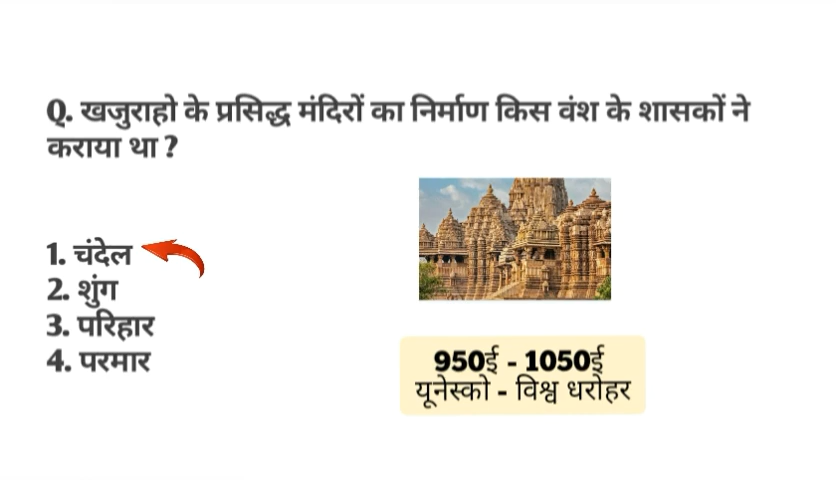 Q. खजुराहो के प्रसिद्ध मंदिरों का निर्माण किस वंश के शासकों ने
कराया था ?
1. चंदेल
2. शुंग
3. परिहार
4. परमार
950ई - 1050ई
यूनेस्को - विश्व धरोहर